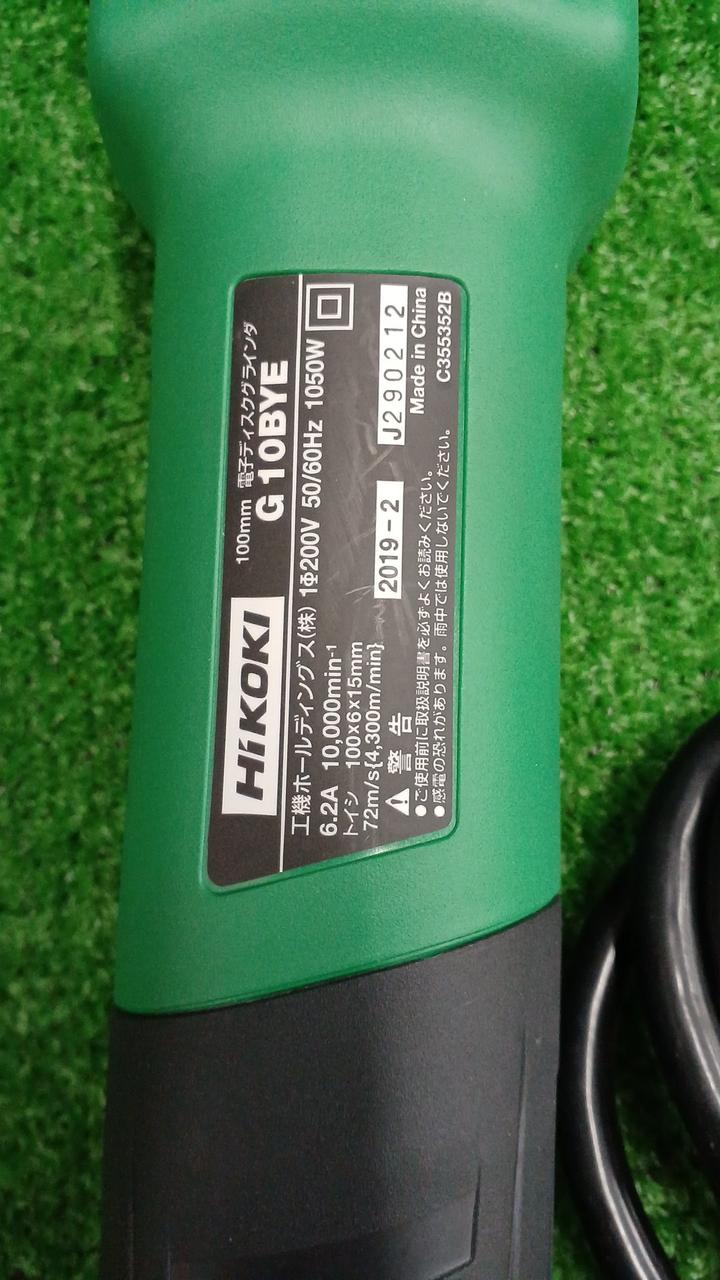 HiKOKI
100mm 電子ディスクグラインダ
G 10BYE
工機ホールディングス(株) 1Φ200V 50/60Hz 1050W
6.2A 10,000min⁻¹
トイシ 100x6x15mm
72m/s{4,300m/min}
2019-2
J290212
警告
Made in China
●ご使用前に取扱説明書を必ずよくお読みください。
●感電の恐れがあります。雨中では使用しないでください。
C355352B